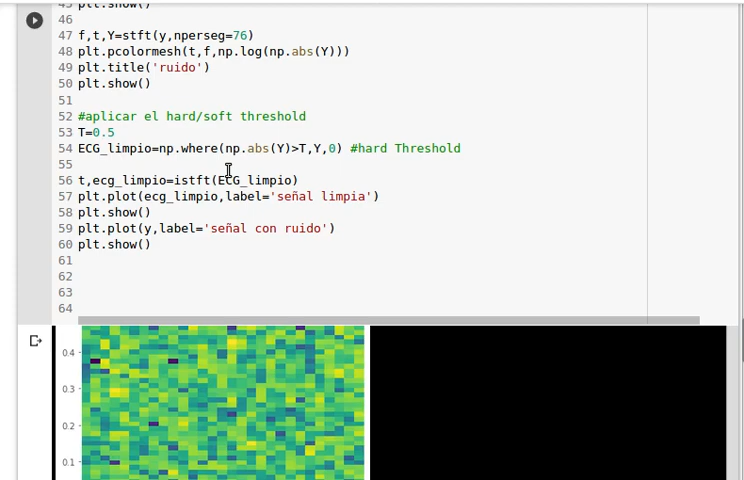 45 plt.show()
46
47 f,t,Y=stft(y,nperseg=76)
48 plt.pcolormesh(t,f,np.log(np.abs(Y)))
49 plt.title('ruido')
50 plt.show()
51
52 #aplicar el hard/soft threshold
53 T=0.5
54 ECG_limpio=np.where(np.abs(Y)>T,Y,0) #hard Threshold
55
56 t,ecg_limpio=istft(ECG_limpio)
57 plt.plot(ecg_limpio,label='señal limpia')
58 plt.show()
59 plt.plot(y,label='señal con ruido')
60 plt.show()
61
62
63
64
0.4
0.3
0.2
0.1